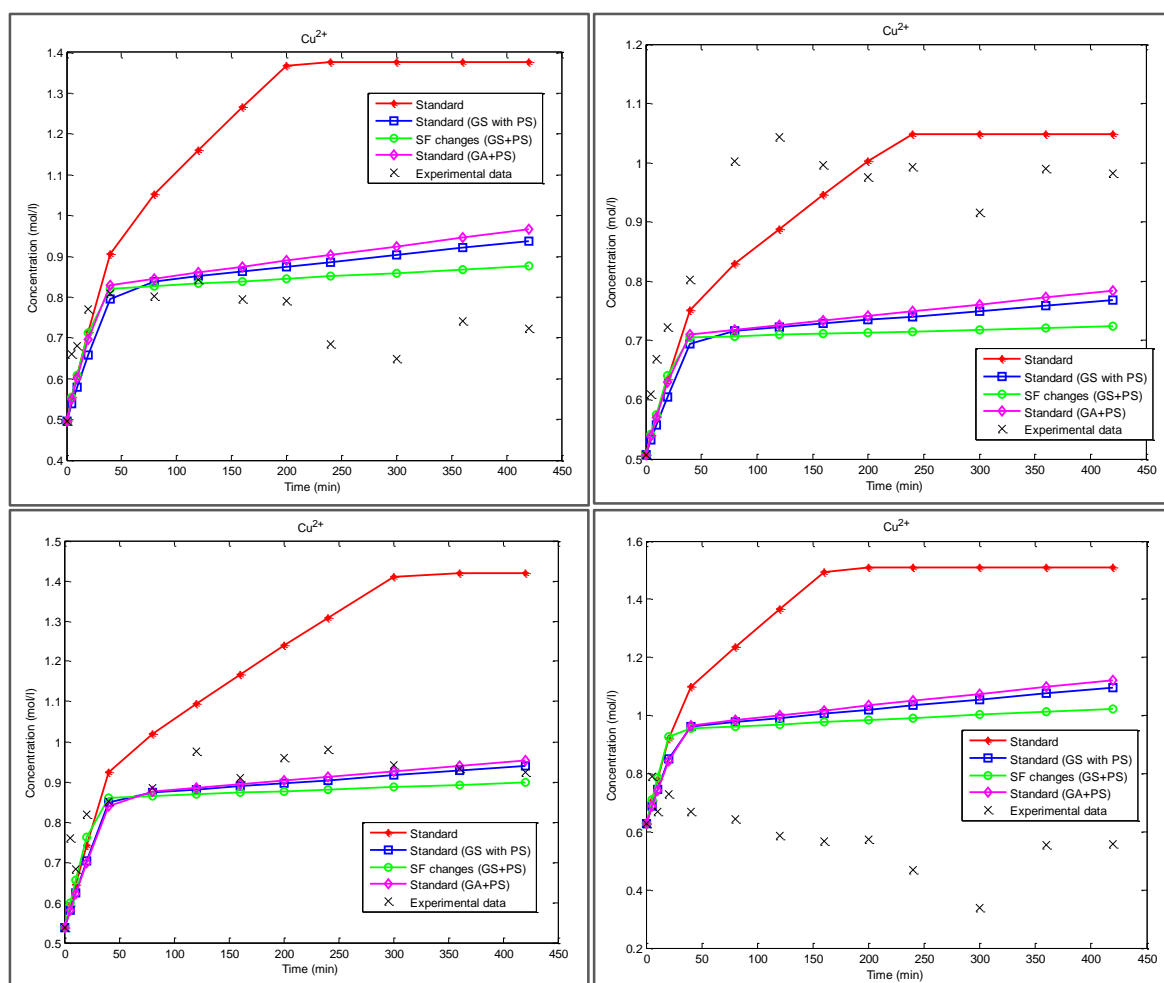 Cu2+
1.4
1.3
1.2
1.1
1
0.9
0.8
0.7
0.6
0.5
0.4
Concentration (mol/l)
Standard
Standard (GS with PS)
SF changes (GS+PS)
Standard (GA+PS)
Experimental data
0 50 100 150 200 250 300 350 400 450
Time (min)
Cu2+
1.2
1.1
1
0.9
0.8
0.7
0.6
0.5
Concentration (mol/l)
Standard
Standard (GS with PS)
SF changes (GS+PS)
Standard (GA+PS)
Experimental data
0 50 100 150 200 250 300 350 400 450
Time (min)
Cu2+
1.5
1.4
1.3
1.2
1.1
1
0.9
0.8
0.7
0.6
0.5
Concentration (mol/l)
Standard
Standard (GS with PS)
SF changes (GS+PS)
Standard (GA+PS)
Experimental data
0 50 100 150 200 250 300 350 400 450
Time (min)
Cu2+
1.6
1.4
1.2
1
0.8
0.6
0.4
0.2
Concentration (mol/l)
Standard
Standard (GS with PS)
SF changes (GS+PS)
Standard (GA+PS)
Experimental data
0 50 100 150 200 250 300 350 400 450
Time (min)